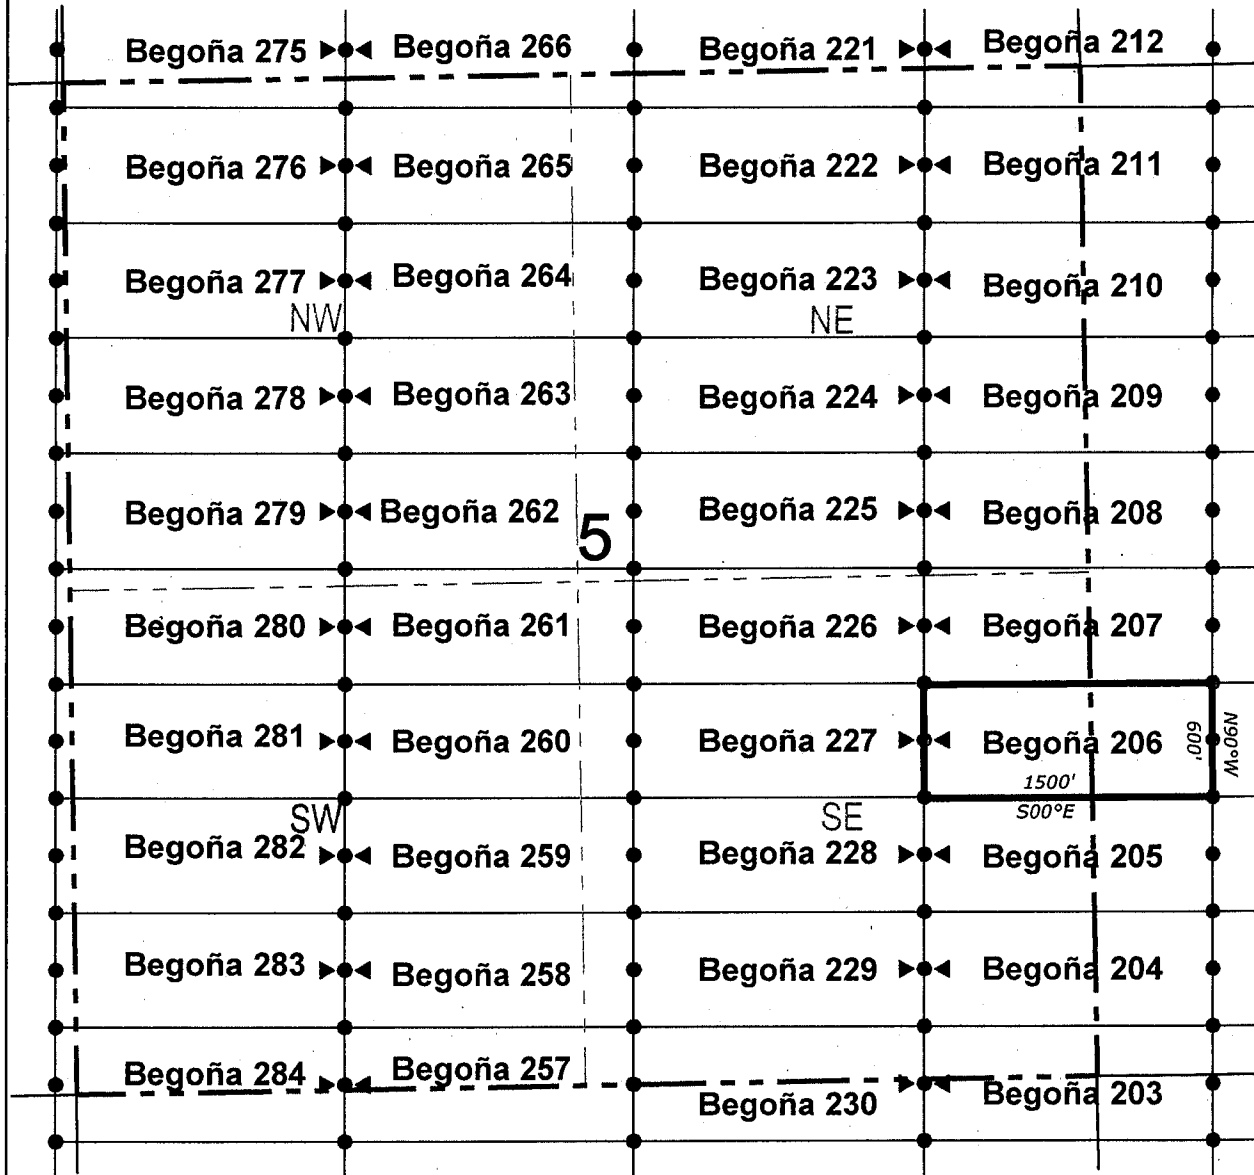 Begoña 275 Begoña 266 Begoña 221 Begoña 212
Begoña 276 Begoña 265 Begoña 222 Begoña 211
Begoña 277 Begoña 264 Begoña 223 Begoña 210
NW NE
Begoña 278 Begoña 263 Begoña 224 Begoña 209
Begoña 279 Begoña 262 Begoña 225 Begoña 208
5
Begoña 280 Begoña 261 Begoña 226 Begoña 207
Begoña 281 Begoña 260 Begoña 227 Begoña 206 600' N90°W
1500'
S00°E
SW SE
Begoña 282 Begoña 259 Begoña 228 Begoña 205
Begoña 283 Begoña 258 Begoña 229 Begoña 204
Begoña 284 Begoña 257 Begoña 230 Begoña 203